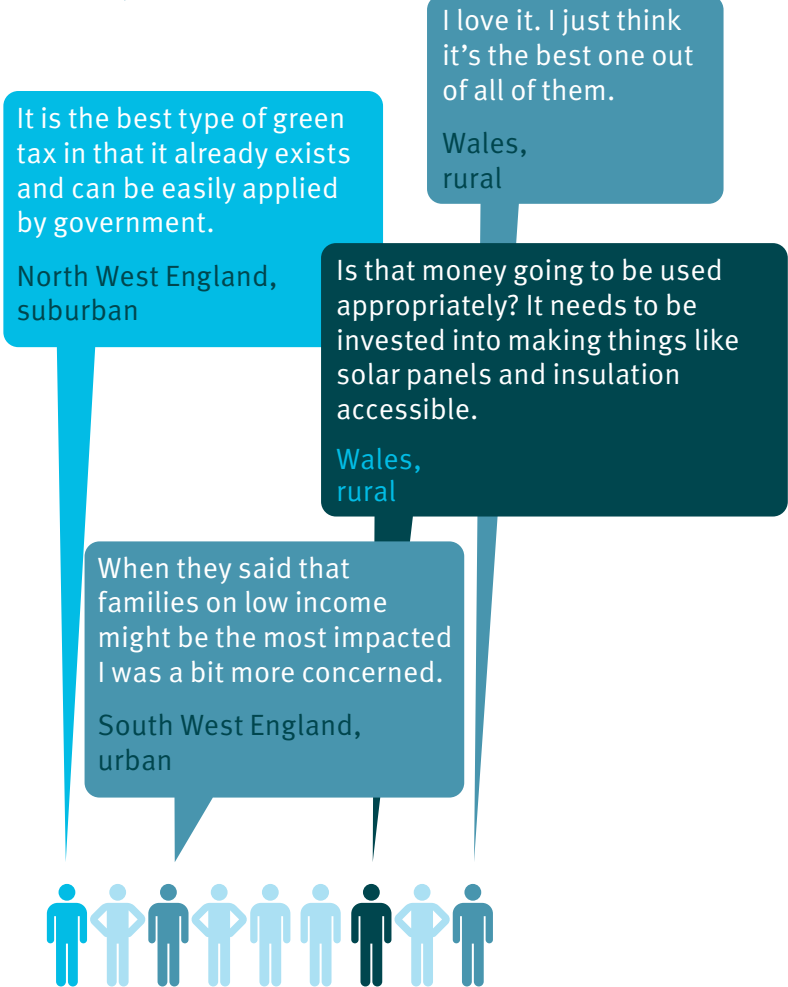 I love it. I just think
it’s the best one out
of all of them.
Wales,
rural
It is the best type of green
tax in that it already exists
and can be easily applied
by government.
North West England,
suburban
Is that money going to be used
appropriately? It needs to be
invested into making things like
solar panels and insulation
accessible.
Wales,
rural
When they said that
families on low income
might be the most impacted
I was a bit more concerned.
South West England,
urban